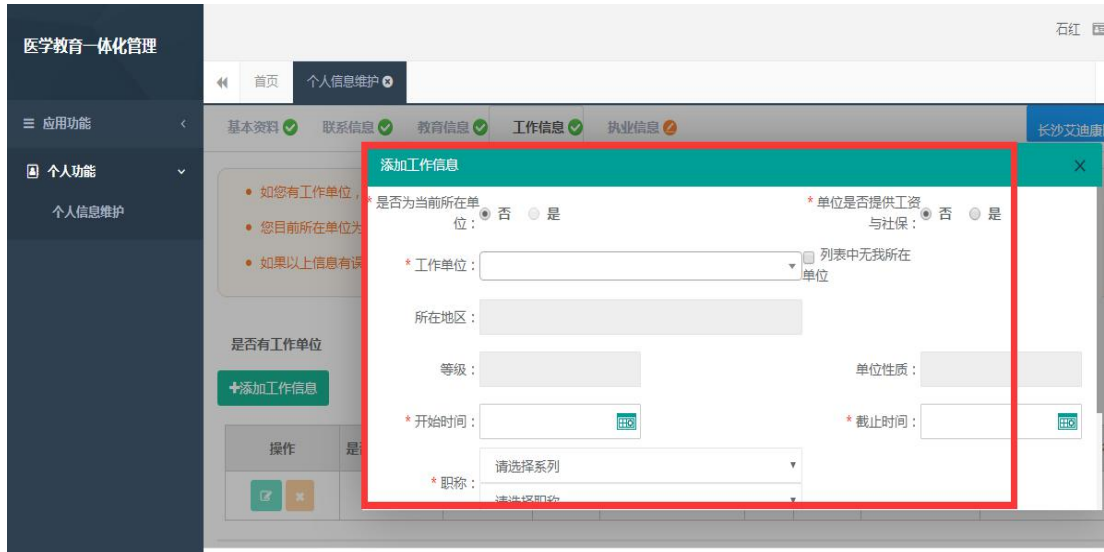 石红
医学教育一体化管理
首页 个人信息维护
应用功能
基本资料 联系信息 教育信息 工作信息 执业信息
长沙艾迪康
个人功能
添加工作信息
个人信息维护
如您有工作单位，
您目前所在单位为
如果以上信息有误
* 是否为当前所在单
位： 否 是
* 单位是否提供工资
与社保： 否 是
* 工作单位：
列表中无我所在
单位
所在地区：
是否有工作单位
等级： 单位性质：
+添加工作信息
* 开始时间： * 截止时间：
操作 是
请选择系列
* 职称：
请选择职称